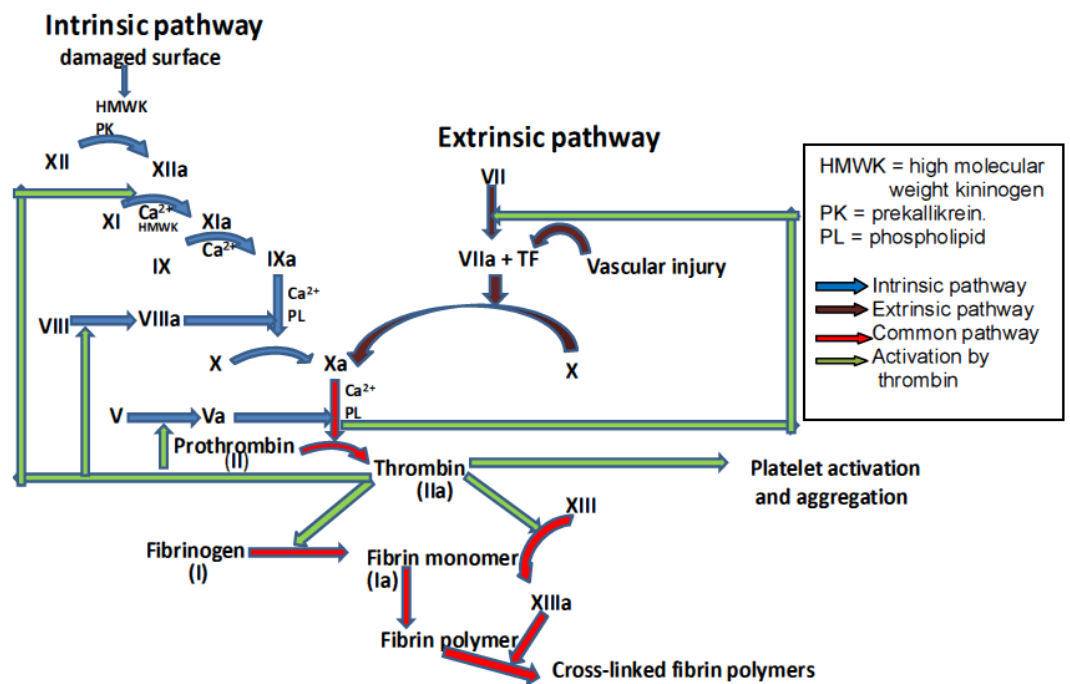 Intrinsic pathway
damaged surface
HMWK
PK
XII
XIIa
XI
Ca2+
HMWK
XIa
Ca2+
IX
IXa
Ca2+
PL
VIII
VIIIa
X
Xa
Ca2+
PL
V
Va
Prothrombin
(II)
Thrombin
(IIa)
Extrinsic pathway
VII
VIIa + TF
Vascular injury
X
Platelet activation
and aggregation
XIII
Fibrinogen
(I)
Fibrin monomer
(Ia)
XIIIa
Fibrin polymer
Cross-linked fibrin polymers
HMWK = high molecular
weight kininogen
PK = prekallikrein.
PL = phospholipid
Intrinsic pathway
Extrinsic pathway
Common pathway
Activation by
thrombin